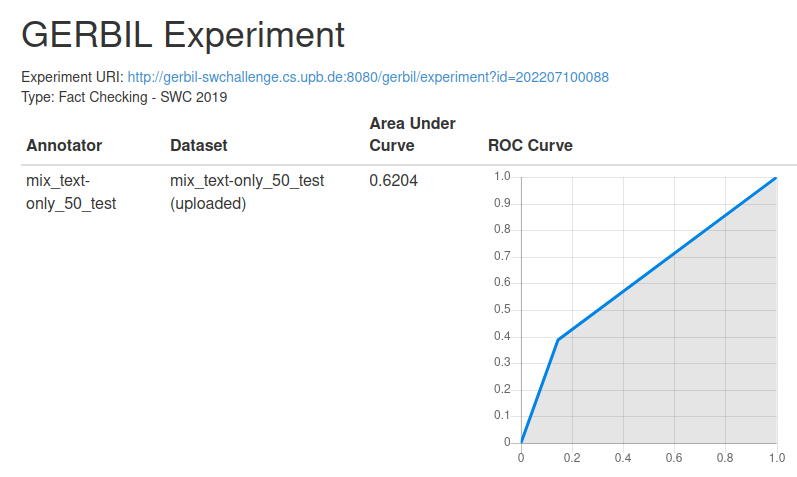 GERBIL Experiment
Experiment URI: http://gerbil-swchallenge.cs.upb.de:8080/gerbil/experiment?id=202207100088
Type: Fact Checking - SWC 2019
Annotator Dataset Area Under Curve ROC Curve
mix_text-only_50_test mix_text-only_50_test (uploaded) 0.6204
1.0
0.9
0.8
0.7
0.6
0.5
0.4
0.3
0.2
0.1
0
0 0.2 0.4 0.6 0.8 1.0